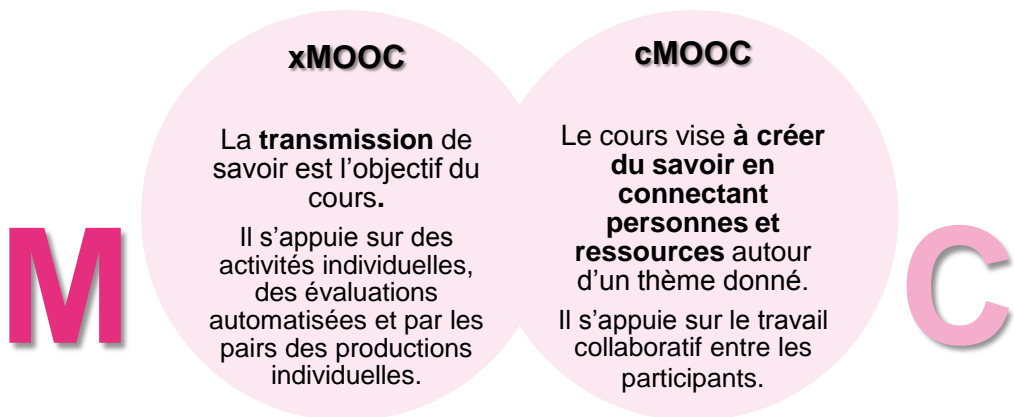 M
xMOOC
La transmission de
savoir est l’objectif du
cours.
Il s’appuie sur des
activités individuelles,
des évaluations
automatisées et par les
pairs des productions
individuelles.
cMOOC
Le cours vise à créer
du savoir en
connectant
personnes et
ressources autour
d’un thème donné.
Il s’appuie sur le travail
collaboratif entre les
participants.
C